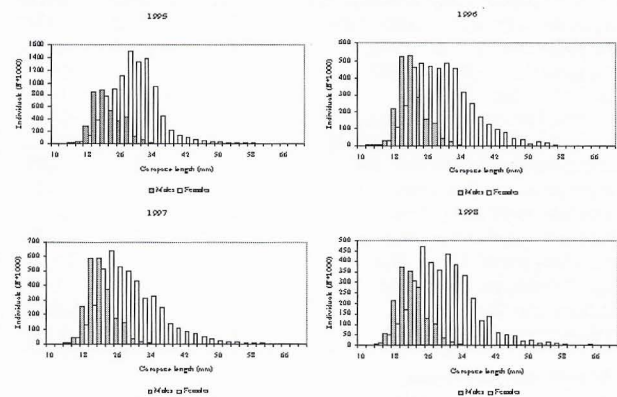 1995
Individuals (N*1000)
1600
1400
1200
1000
800
600
400
200
0
10 18 26 34 42 50 58 66
Carapace length (mm)
Males Females
1996
Individuals (N*1000)
600
500
400
300
200
100
0
10 18 26 34 42 50 58 66
Carapace length (mm)
Males Females
1997
Individuals (N*1000)
700
600
500
400
300
200
100
0
10 18 26 34 42 50 58 66
Carapace length (mm)
Males Females
1998
Individuals (N*1000)
500
450
400
350
300
250
200
150
100
50
0
10 18 26 34 42 50 58 66
Carapace length (mm)
Males Females